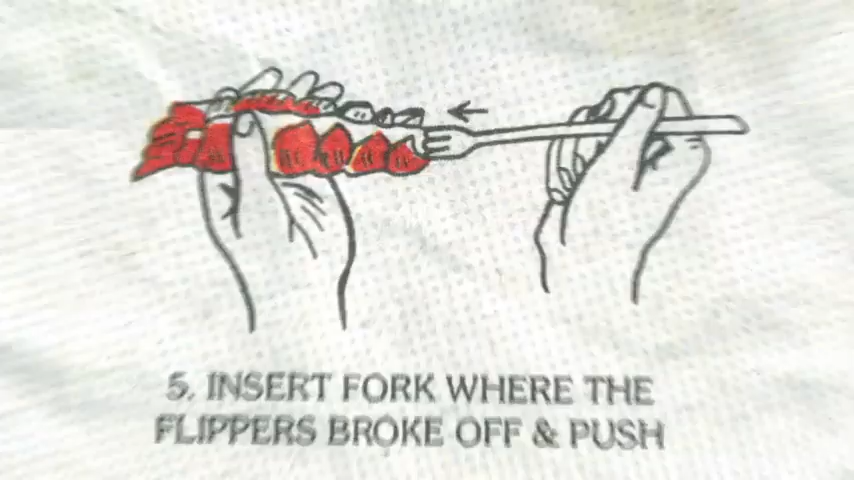 5. INSERT FORK WHERE THE
FLIPPERS BROKE OFF & PUSH